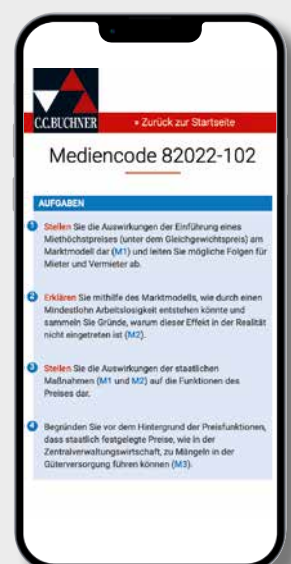 C.C.BUCHNER
» Zurück zur Startseite
Mediencode 82022-102
AUFGABEN
1 Stellen Sie die Auswirkungen der Einführung eines
Miethöchstpreises (unter dem Gleichgewichtspreis) am
Marktmodell dar (M1) und leiten Sie mögliche Folgen für
Mieter und Vermieter ab.
2 Erklären Sie mithilfe des Marktmodells, wie durch einen
Mindestlohn Arbeitslosigkeit entstehen könnte und
sammeln Sie Gründe, warum dieser Effekt in der Realität
nicht eingetreten ist (M2).
3 Stellen Sie die Auswirkungen der staatlichen
Maßnahmen (M1 und M2) auf die Funktionen des
Preises dar.
4 Begründen Sie vor dem Hintergrund der Preisfunktionen,
dass staatlich festgelegte Preise, wie in der
Zentralverwaltungswirtschaft, zu Mängeln in der
Güterversorgung führen können (M3).